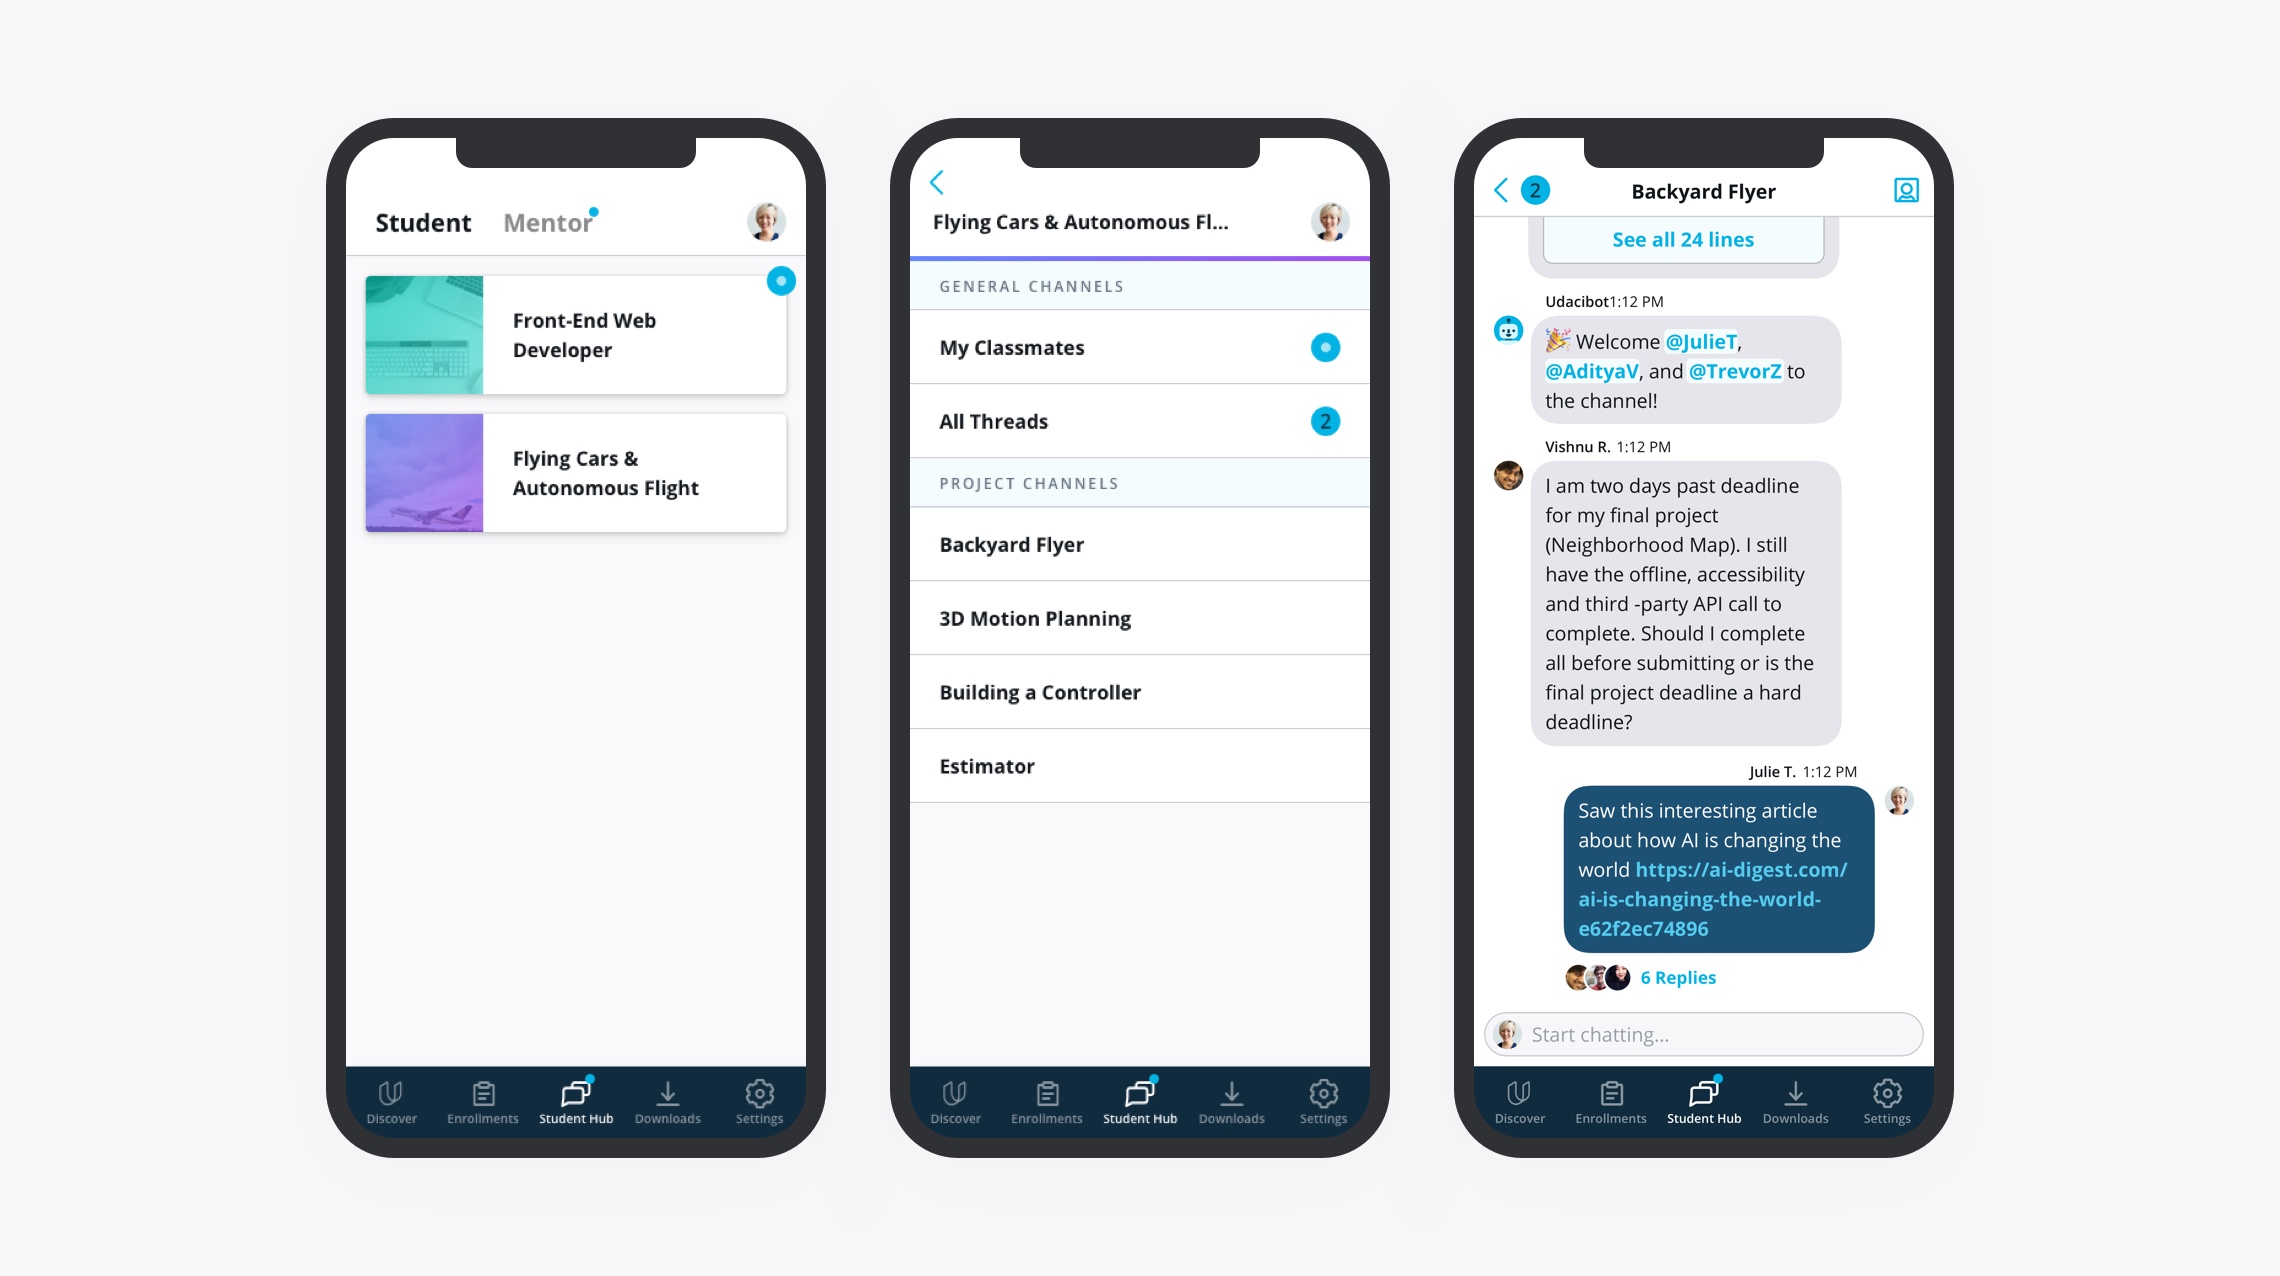 Student Mentor
Front-End Web
Developer
Flying Cars &
Autonomous Flight
Discover Enrollments Student Hub Downloads Settings
Flying Cars & Autonomous Fl...
GENERAL CHANNELS
My Classmates
All Threads 2
PROJECT CHANNELS
Backyard Flyer
3D Motion Planning
Building a Controller
Estimator
Discover Enrollments Student Hub Downloads Settings
2 Backyard Flyer
See all 24 lines
Udacibot1:12 PM
🎉 Welcome @JulieT,
@AdityaV, and @TrevorZ to
the channel!
Vishnu R. 1:12 PM
I am two days past deadline
for my final project
(Neighborhood Map). I still
have the offline, accessibility
and third -party API call to
complete. Should I complete
all before submitting or is the
final project deadline a hard
deadline?
Julie T. 1:12 PM
Saw this interesting article
about how AI is changing the
world https://ai-digest.com/
ai-is-changing-the-world-
e62f2ec74896
6 Replies
Start chatting...
Discover Enrollments Student Hub Downloads Settings